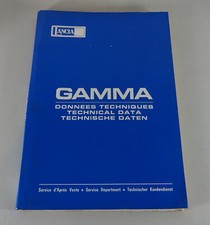 LANCIA
GAMMA
DONNEES TECHNIQUES
TECHNICAL DATA
TECHNISCHE DATEN
Service d'Après Vente • Service Department • Technischer Kundendienst